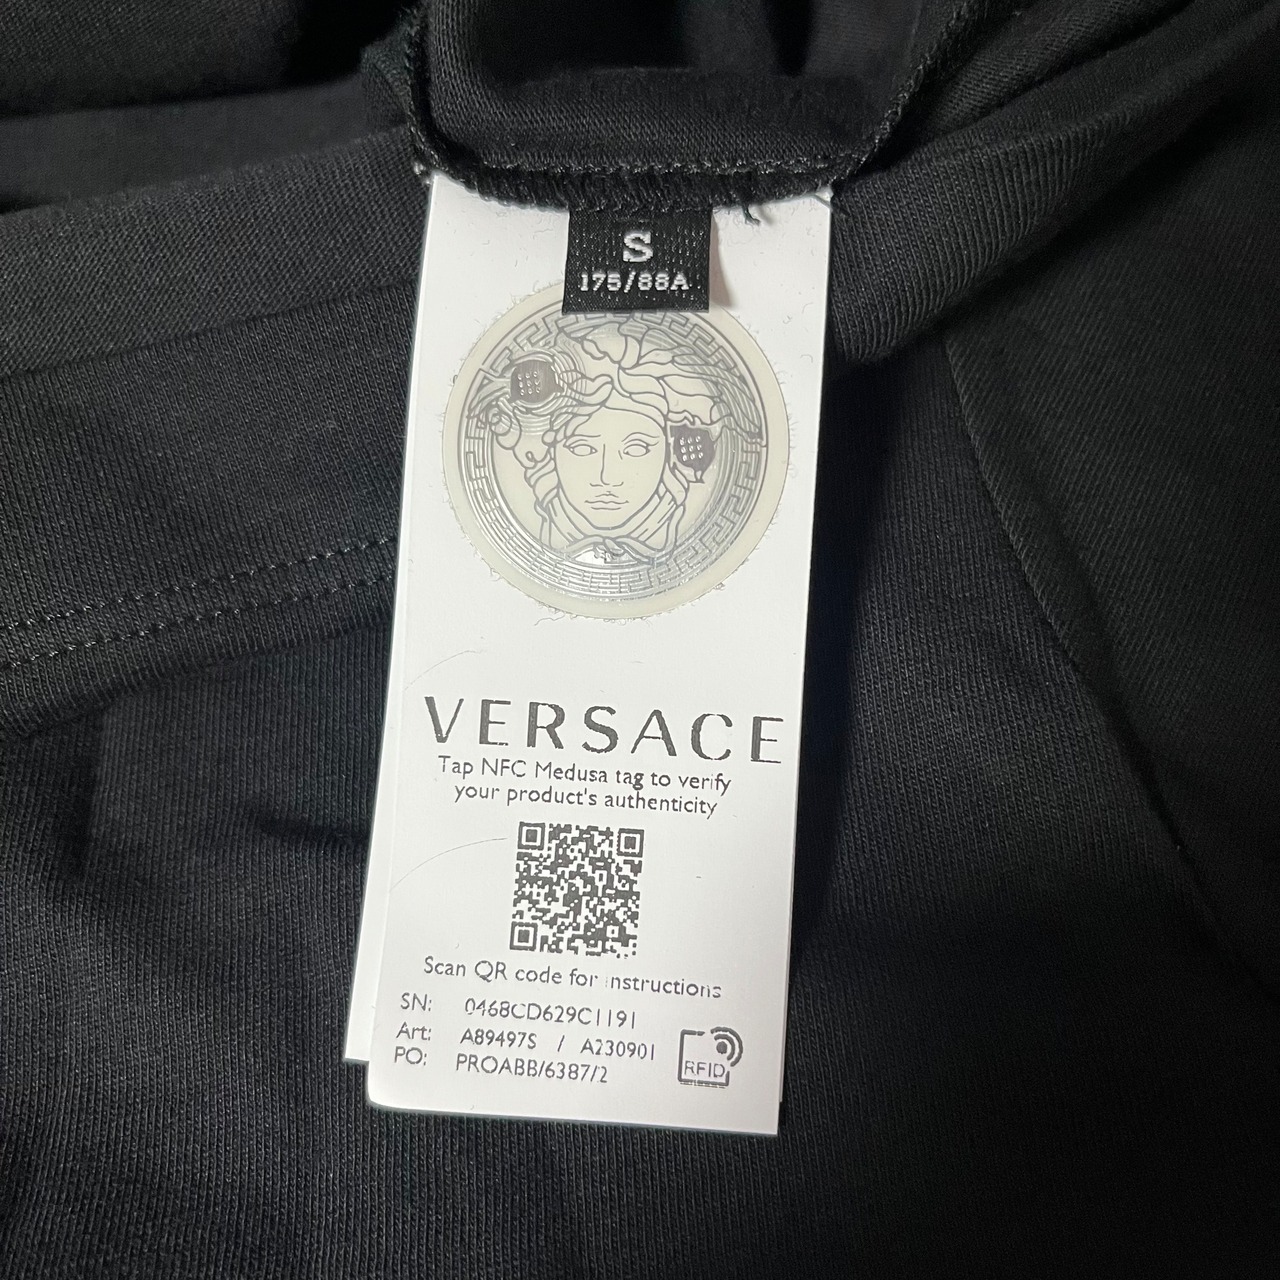 S
175/88A
VERSACE
Tap NFC Medusa tag to verify
your product's authenticity
Scan QR code for instructions
SN: 0468CD629C1191
Art: A89497S / A230901
PO: PROABB/6387/2
RFID